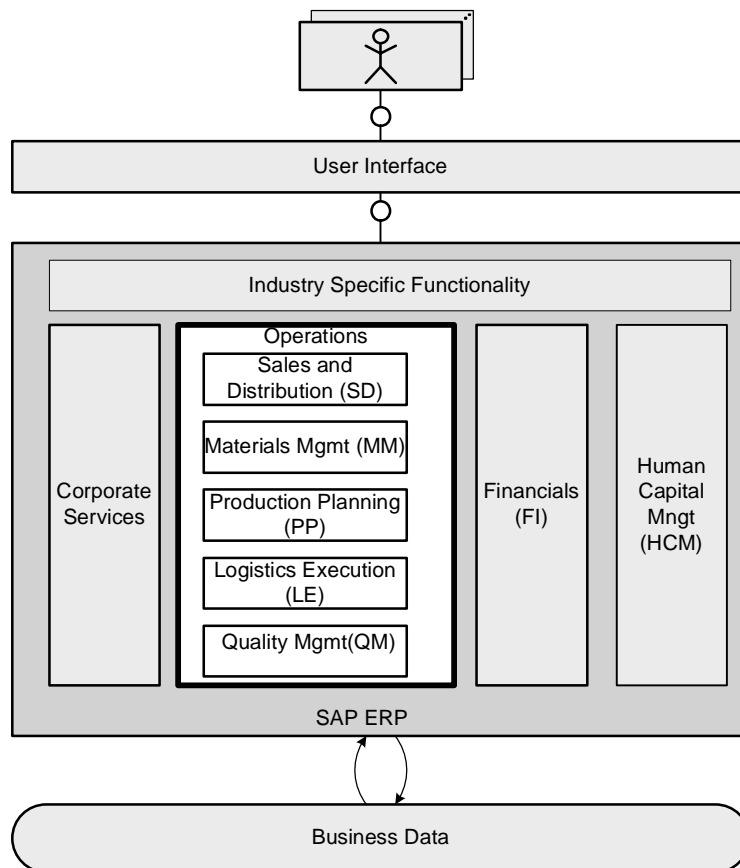 User Interface
Industry Specific Functionality
Corporate
Services
Operations
Sales and
Distribution (SD)
Materials Mgmt (MM)
Production Planning
(PP)
Logistics Execution
(LE)
Quality Mgmt(QM)
Financials
(FI)
Human
Capital
Mngt
(HCM)
SAP ERP
Business Data